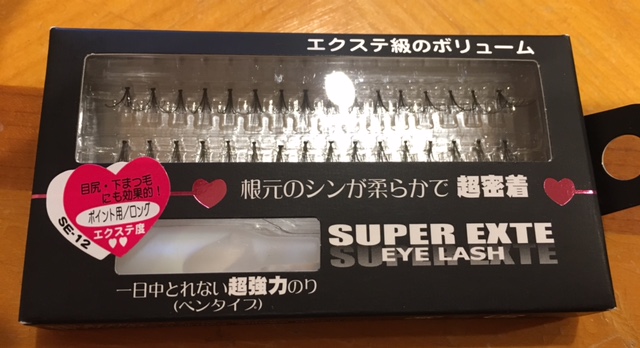 エクステ級のボリューム
目尻・下まつ毛
にも効果的!
ポイント用/ロング
エクステ度
SE-12
根元のシンが柔らかで 超密着
SUPER EXTE
EYE LASH
一日中とれない超強力のり
(ペンタイプ)